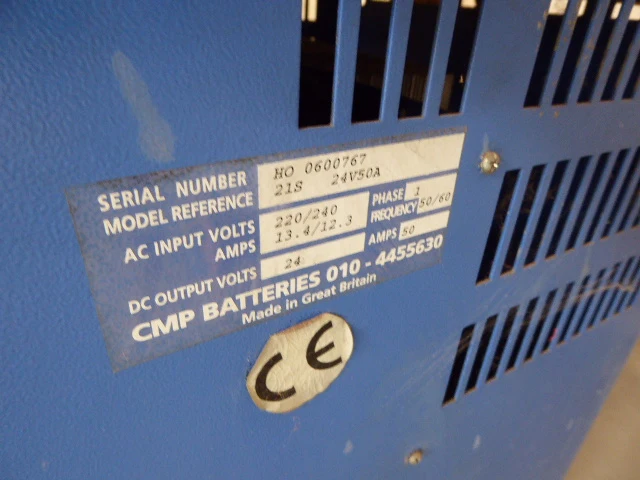 SERIAL NUMBER HO 0600767
MODEL REFERENCE 21S 24V50A
AC INPUT VOLTS 220/240 PHASE 1
AMPS 13.4/12.3 FREQUENCY 50/60
DC OUTPUT VOLTS 24 AMPS 50
CMP BATTERIES 010 - 4455630
Made in Great Britain
CE